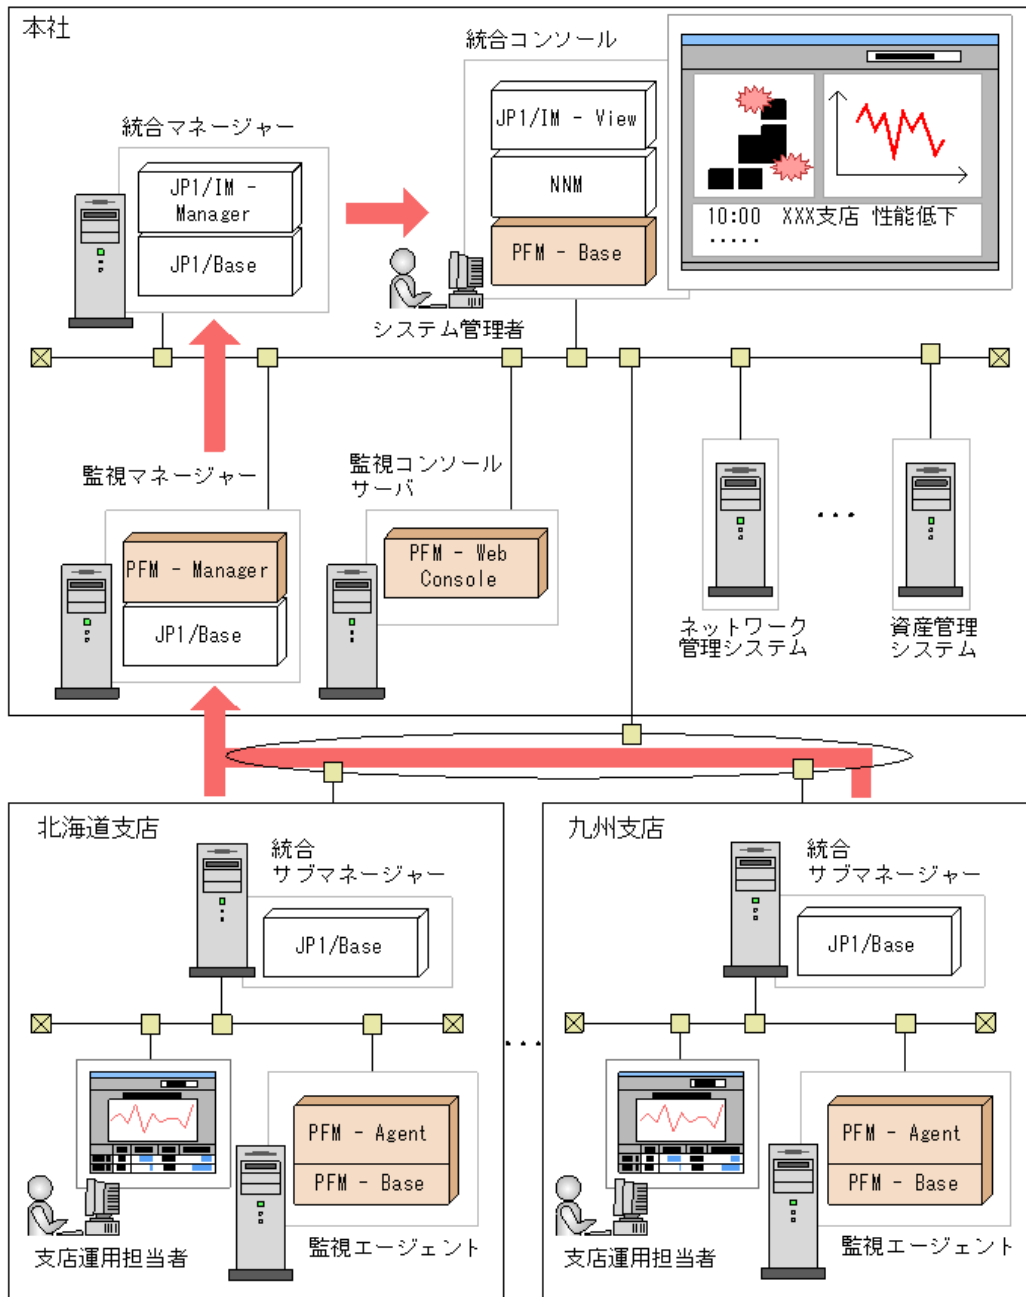 本社
統合コンソール
JP1/IM - View
NNM
PFM - Base
システム管理者
10:00 XXX支店 性能低下
・・・・・
統合マネージャー
JP1/IM -
Manager
JP1/Base
監視マネージャー
PFM - Manager
JP1/Base
監視コンソール
サーバ
PFM - Web
Console
・・・
ネットワーク
管理システム
資産管理
システム
北海道支店
統合
サブマネージャー
JP1/Base
PFM - Agent
PFM - Base
支店運用担当者
監視エージェント
・・・
九州支店
統合
サブマネージャー
JP1/Base
PFM - Agent
PFM - Base
支店運用担当者
監視エージェント